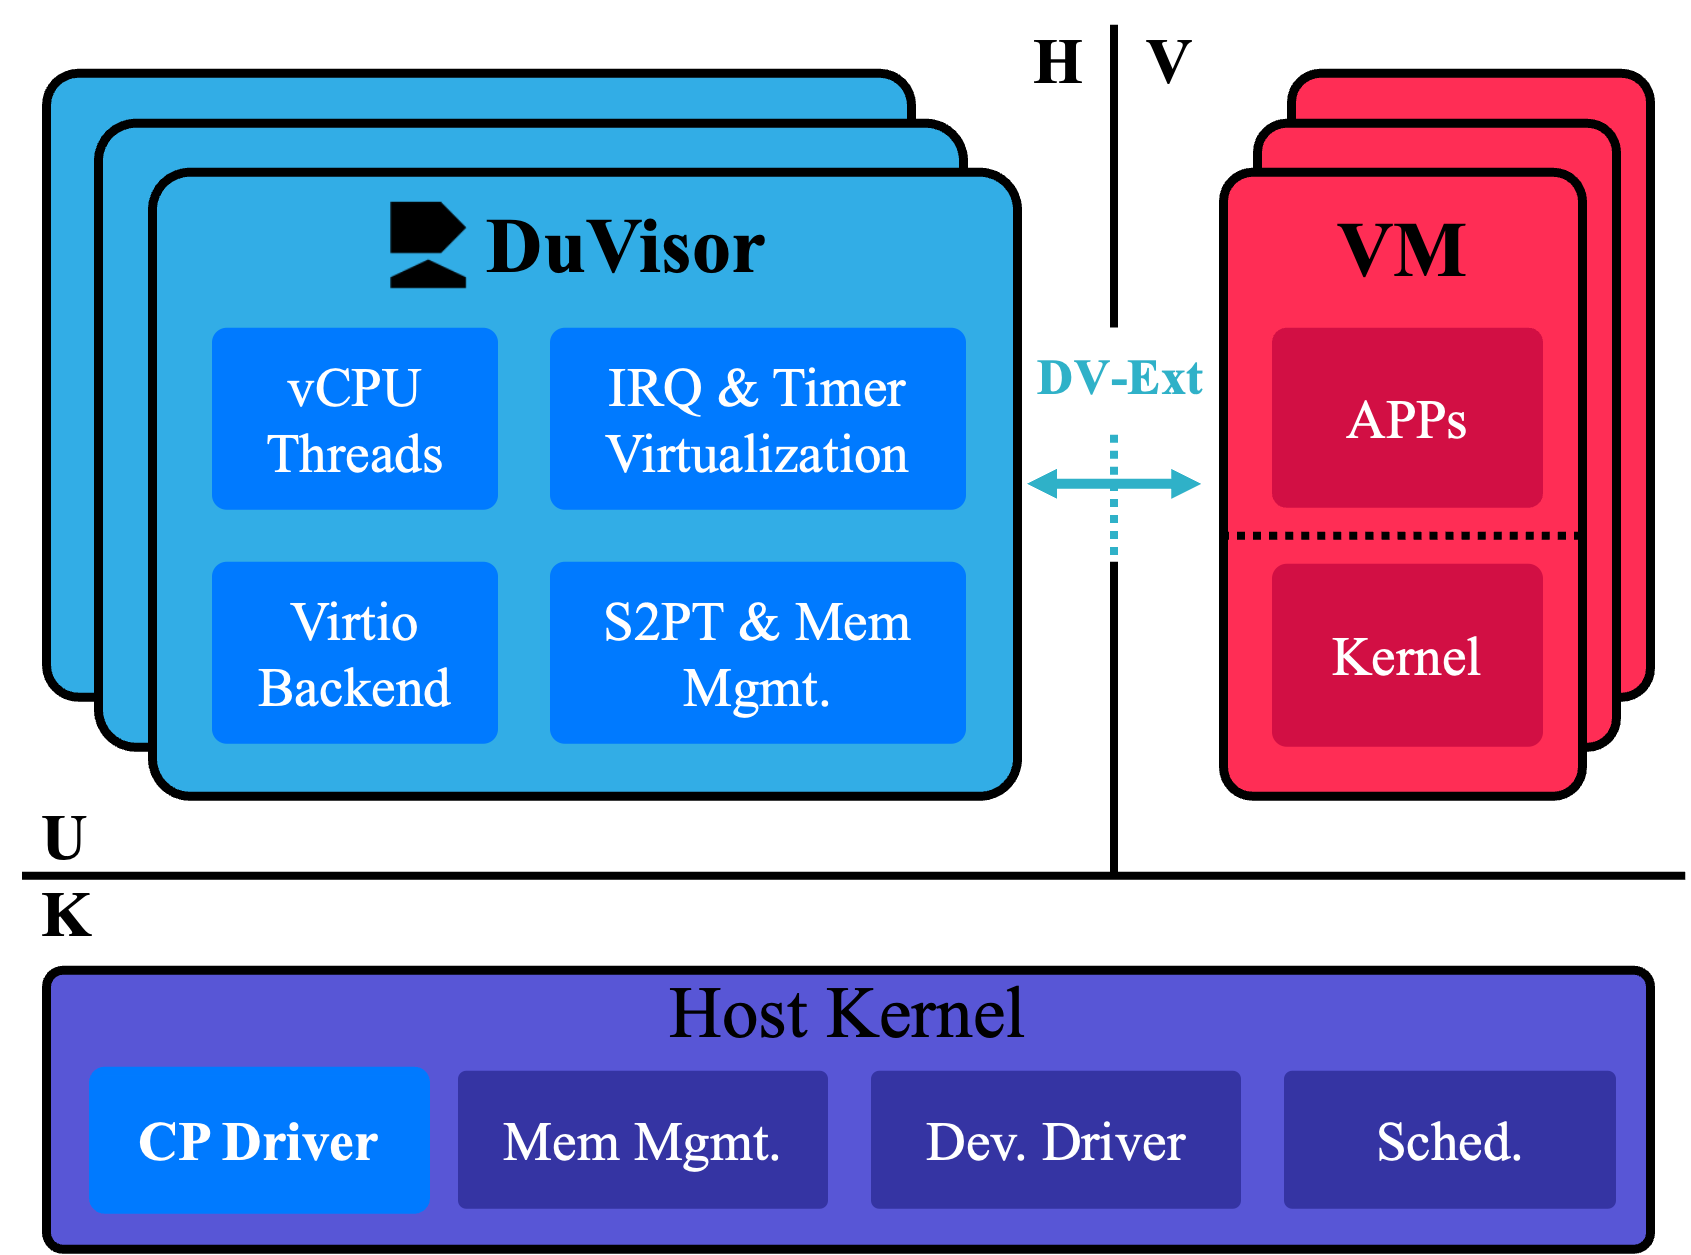 H
V
DuVisor
VM
vCPU
Threads
IRQ & Timer
Virtualization
DV-Ext
APPs
Virtio
Backend
S2PT & Mem
Mgmt.
Kernel
U
K
Host Kernel
CP Driver
Mem Mgmt.
Dev. Driver
Sched.